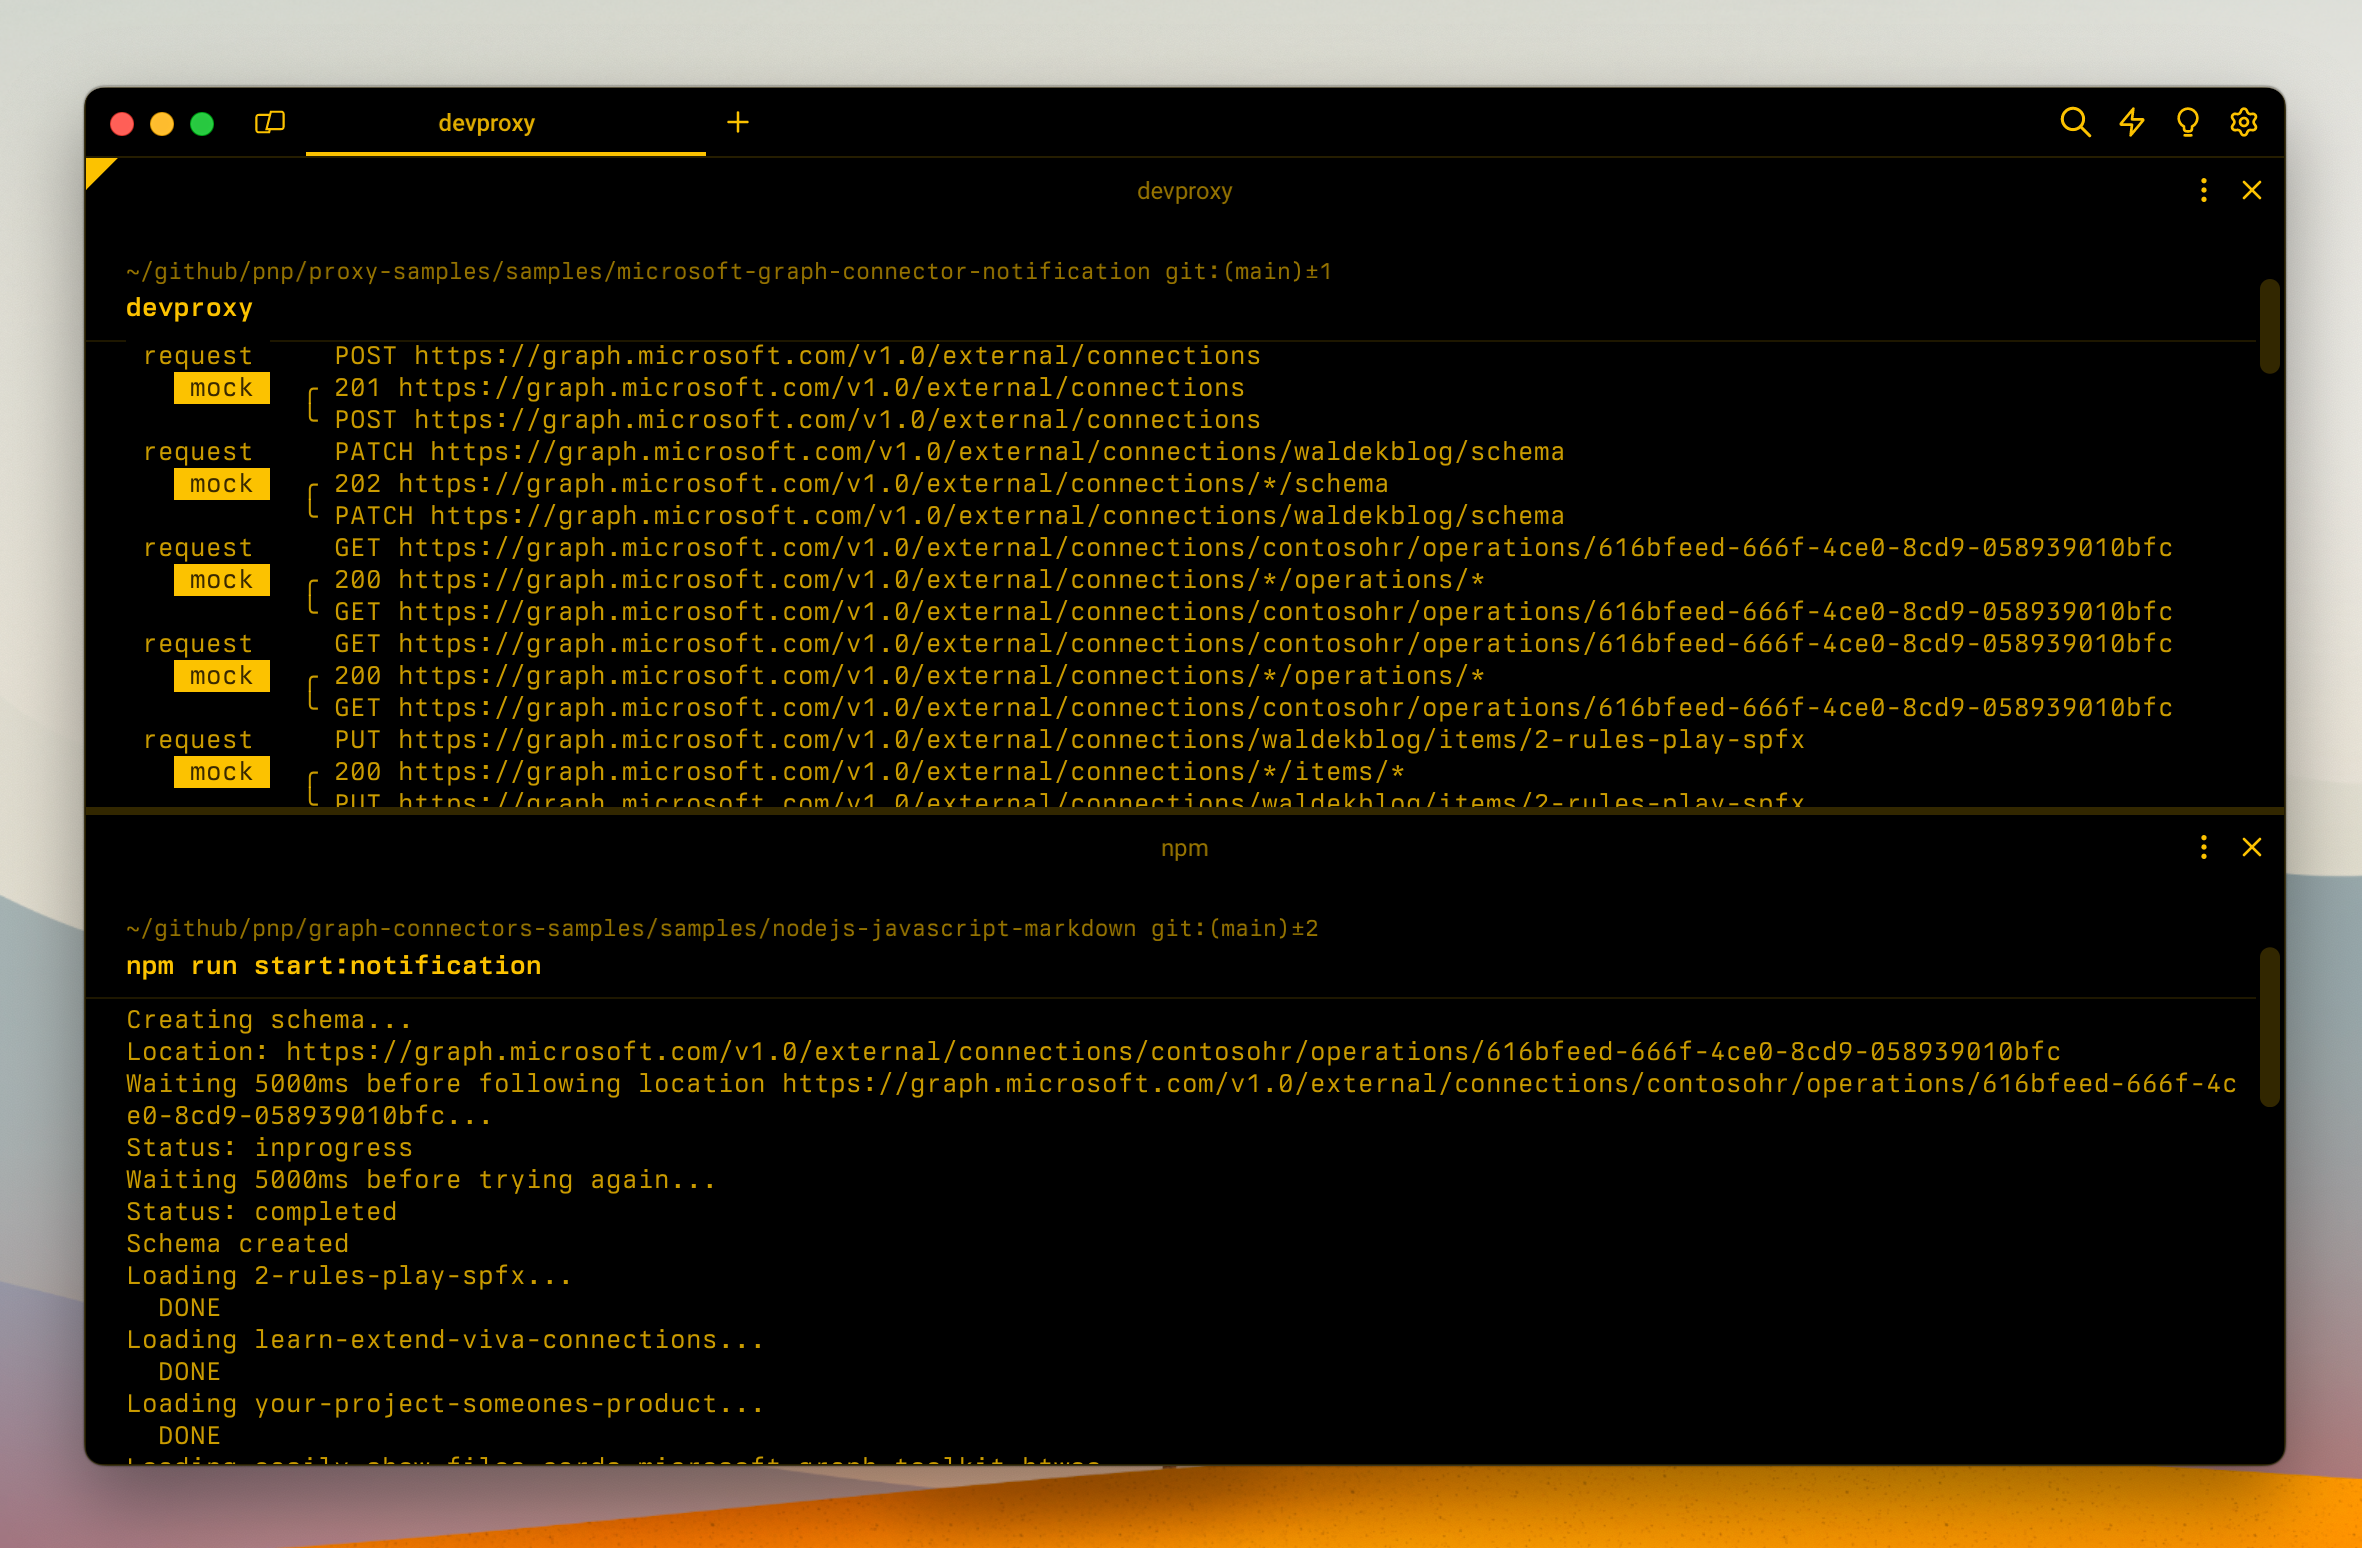 devproxy
devproxy
~/github/pnp/proxy-samples/samples/microsoft-graph-connector-notification git:(main)±1
devproxy
request POST https://graph.microsoft.com/v1.0/external/connections
mock 201 https://graph.microsoft.com/v1.0/external/connections
POST https://graph.microsoft.com/v1.0/external/connections
request PATCH https://graph.microsoft.com/v1.0/external/connections/waldekblog/schema
mock 202 https://graph.microsoft.com/v1.0/external/connections/*/schema
PATCH https://graph.microsoft.com/v1.0/external/connections/waldekblog/schema
request GET https://graph.microsoft.com/v1.0/external/connections/contosohr/operations/616bfeed-666f-4ce0-8cd9-058939010bfc
mock 200 https://graph.microsoft.com/v1.0/external/connections/*/operations/*
GET https://graph.microsoft.com/v1.0/external/connections/contosohr/operations/616bfeed-666f-4ce0-8cd9-058939010bfc
request GET https://graph.microsoft.com/v1.0/external/connections/contosohr/operations/616bfeed-666f-4ce0-8cd9-058939010bfc
mock 200 https://graph.microsoft.com/v1.0/external/connections/*/operations/*
GET https://graph.microsoft.com/v1.0/external/connections/contosohr/operations/616bfeed-666f-4ce0-8cd9-058939010bfc
request PUT https://graph.microsoft.com/v1.0/external/connections/waldekblog/items/2-rules-play-spfx
mock 200 https://graph.microsoft.com/v1.0/external/connections/*/items/*
PUT https://graph.microsoft.com/v1.0/external/connections/waldekblog/items/2-rules-play-spfx
npm
~/github/pnp/graph-connectors-samples/samples/nodejs-javascript-markdown git:(main)±2
npm run start:notification
Creating schema...
Location: https://graph.microsoft.com/v1.0/external/connections/contosohr/operations/616bfeed-666f-4ce0-8cd9-058939010bfc
Waiting 5000ms before following location https://graph.microsoft.com/v1.0/external/connections/contosohr/operations/616bfeed-666f-4c
e0-8cd9-058939010bfc...
Status: inprogress
Waiting 5000ms before trying again...
Status: completed
Schema created
Loading 2-rules-play-spfx...
DONE
Loading learn-extend-viva-connections...
DONE
Loading your-project-someones-product...
DONE